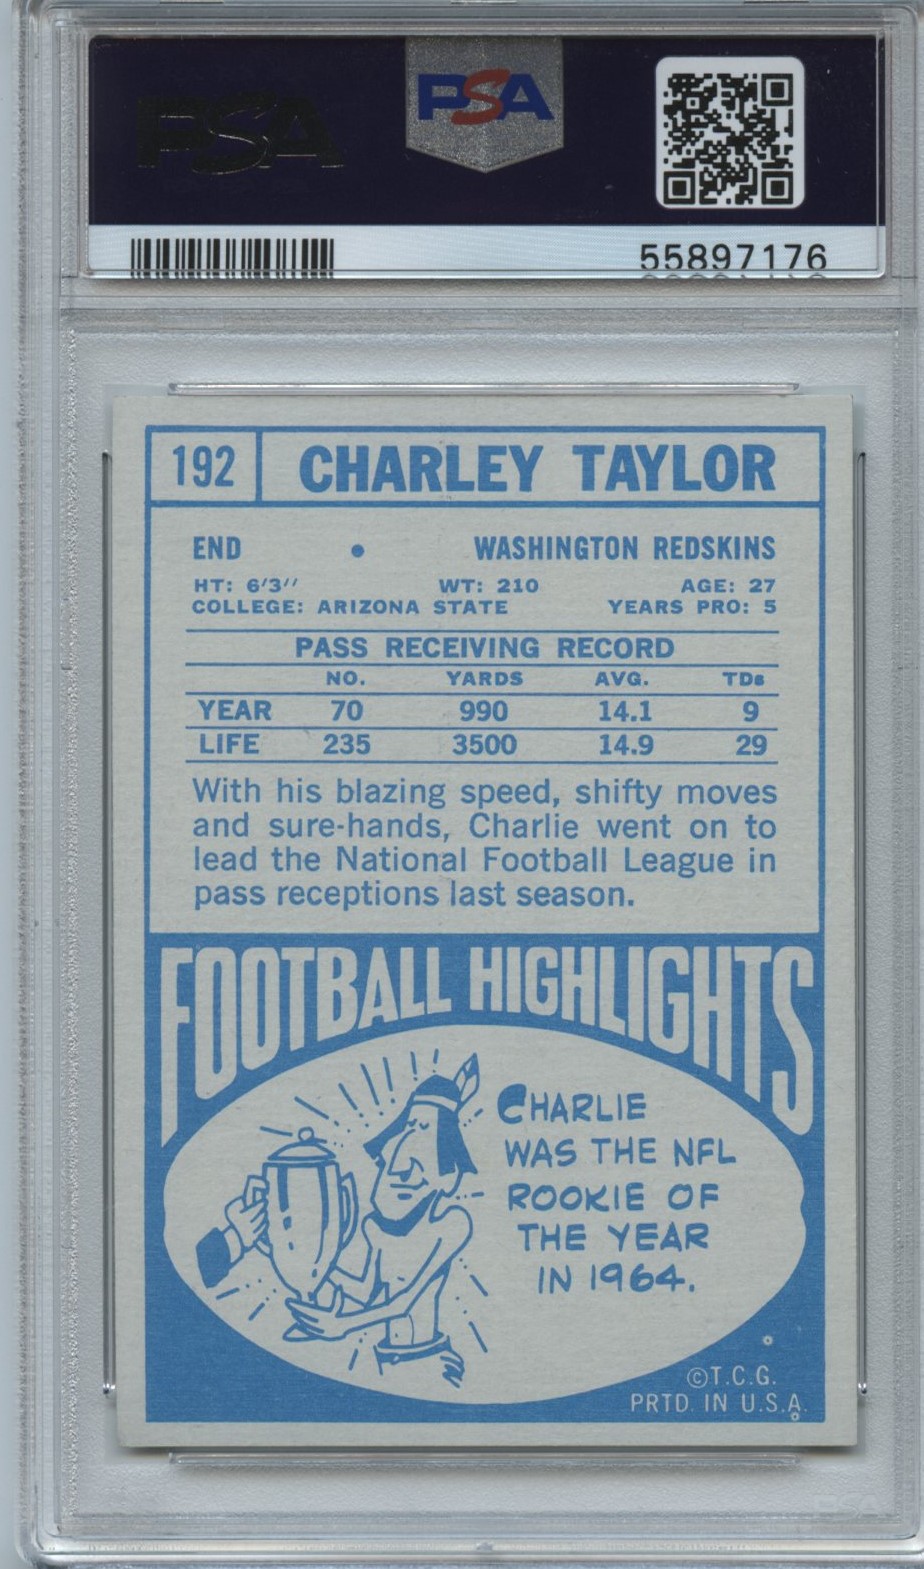 PSA
PSA
55897176
192 CHARLEY TAYLOR
END • WASHINGTON REDSKINS
HT: 6'3'' WT: 210 AGE: 27
COLLEGE: ARIZONA STATE YEARS PRO: 5
PASS RECEIVING RECORD
NO. YARDS AVG. TDs
YEAR 70 990 14.1 9
LIFE 235 3500 14.9 29
With his blazing speed, shifty moves
and sure-hands, Charlie went on to
lead the National Football League in
pass receptions last season.
FOOTBALL HIGHLIGHTS
CHARLIE
WAS THE NFL
ROOKIE OF
THE YEAR
IN 1964.
©T.C.G.
PRTD. IN U.S.A.
PSA